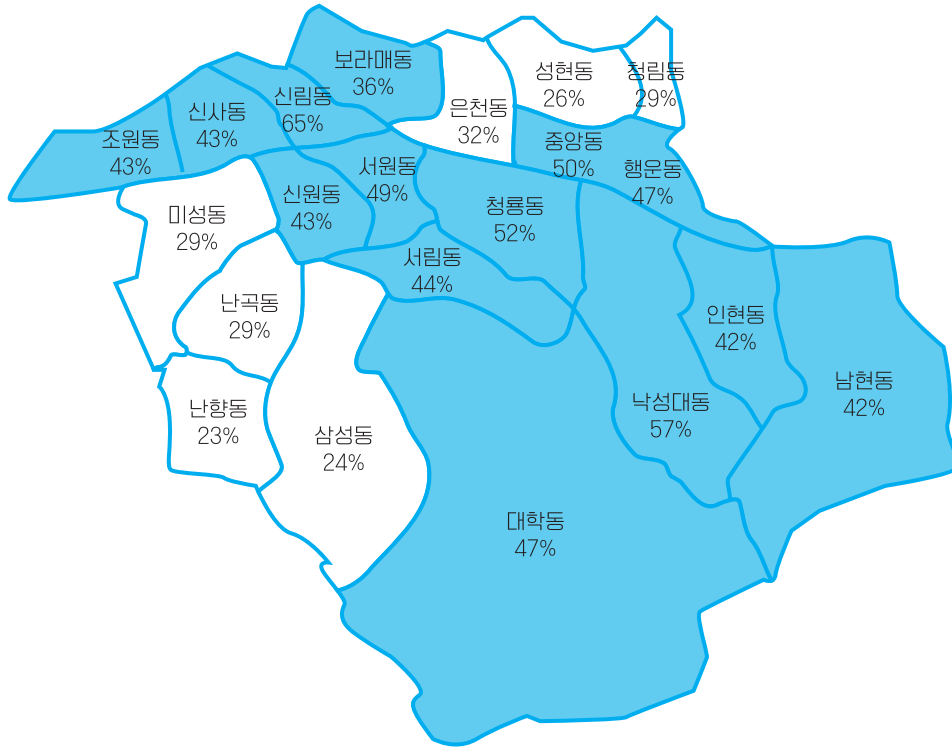 보라매동
36%
성현동
26%
청림동
29%
신림동
65%
은천동
32%
신사동
43%
조원동
43%
중앙동
50%
행운동
47%
서원동
49%
신원동
43%
청룡동
52%
미성동
29%
서림동
44%
난곡동
29%
인헌동
42%
남현동
42%
난향동
23%
삼성동
24%
낙성대동
57%
대학동
47%